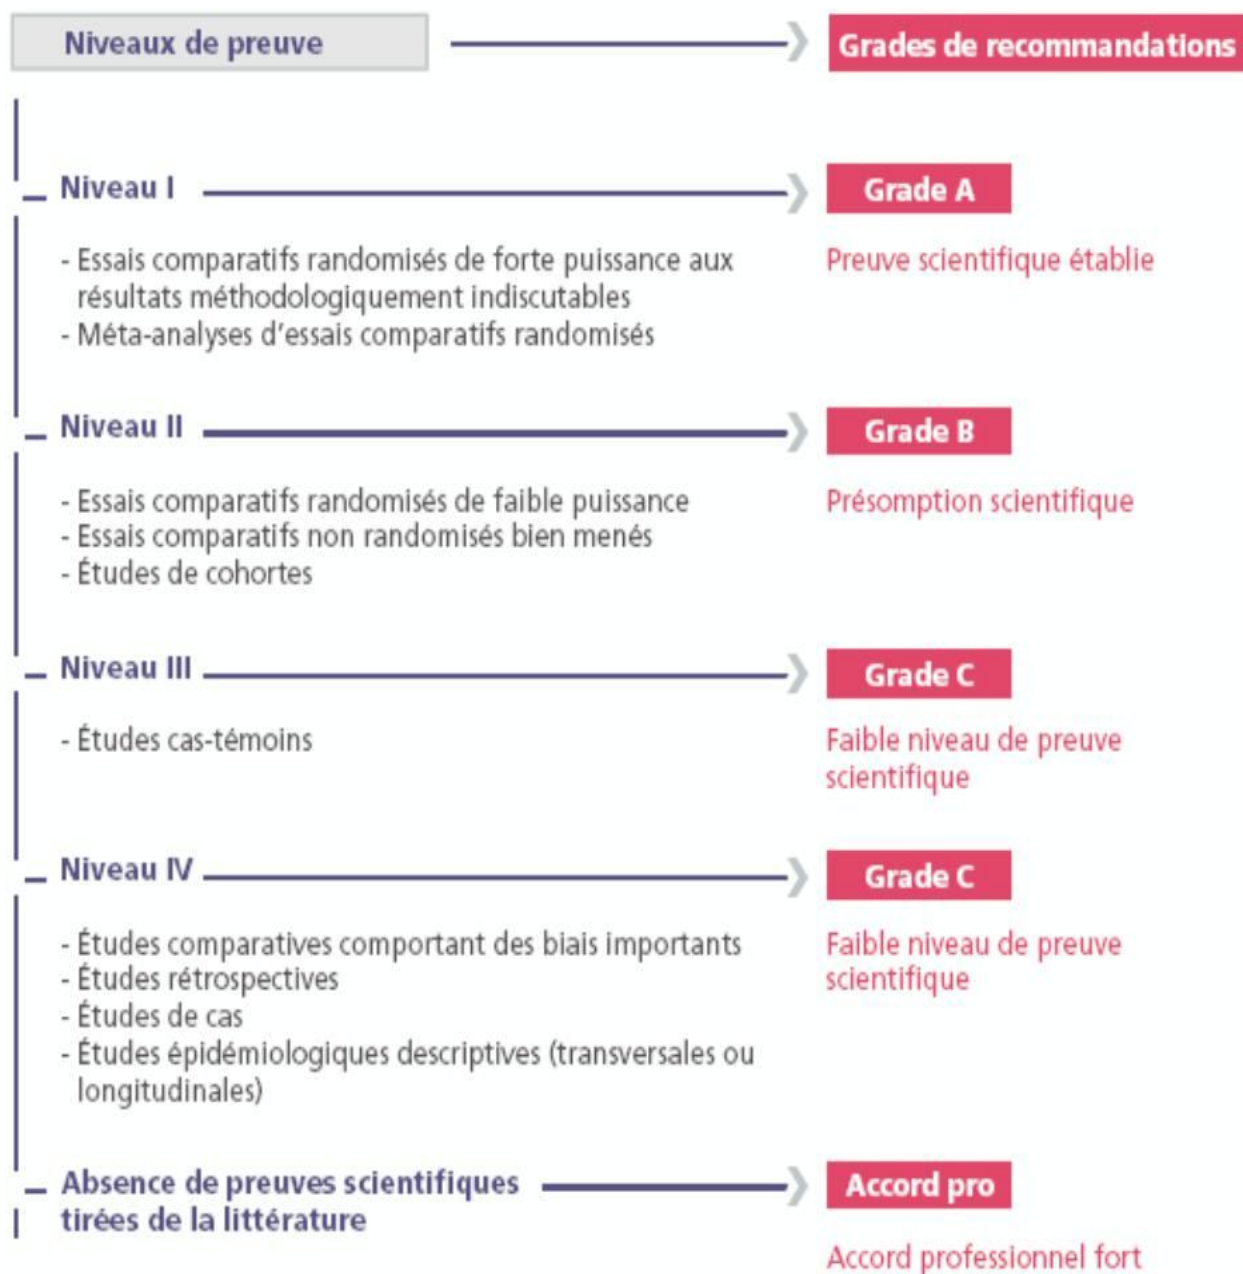 Niveaux de preuve
Grades de recommandations
Niveau I
Grade A
- Essais comparatifs randomisés de forte puissance aux
résultats méthodologiquement indiscutables
- Méta-analyses d'essais comparatifs randomisés
Preuve scientifique établie
Niveau II
Grade B
- Essais comparatifs randomisés de faible puissance
- Essais comparatifs non randomisés bien menés
- Études de cohortes
Présomption scientifique
Niveau III
Grade C
- Études cas-témoins
Faible niveau de preuve
scientifique
Niveau IV
Grade C
- Études comparatives comportant des biais importants
- Études rétrospectives
- Études de cas
- Études épidémiologiques descriptives (transversales ou
longitudinales)
Faible niveau de preuve
scientifique
Absence de preuves scientifiques
tirées de la littérature
Accord pro
Accord professionnel fort